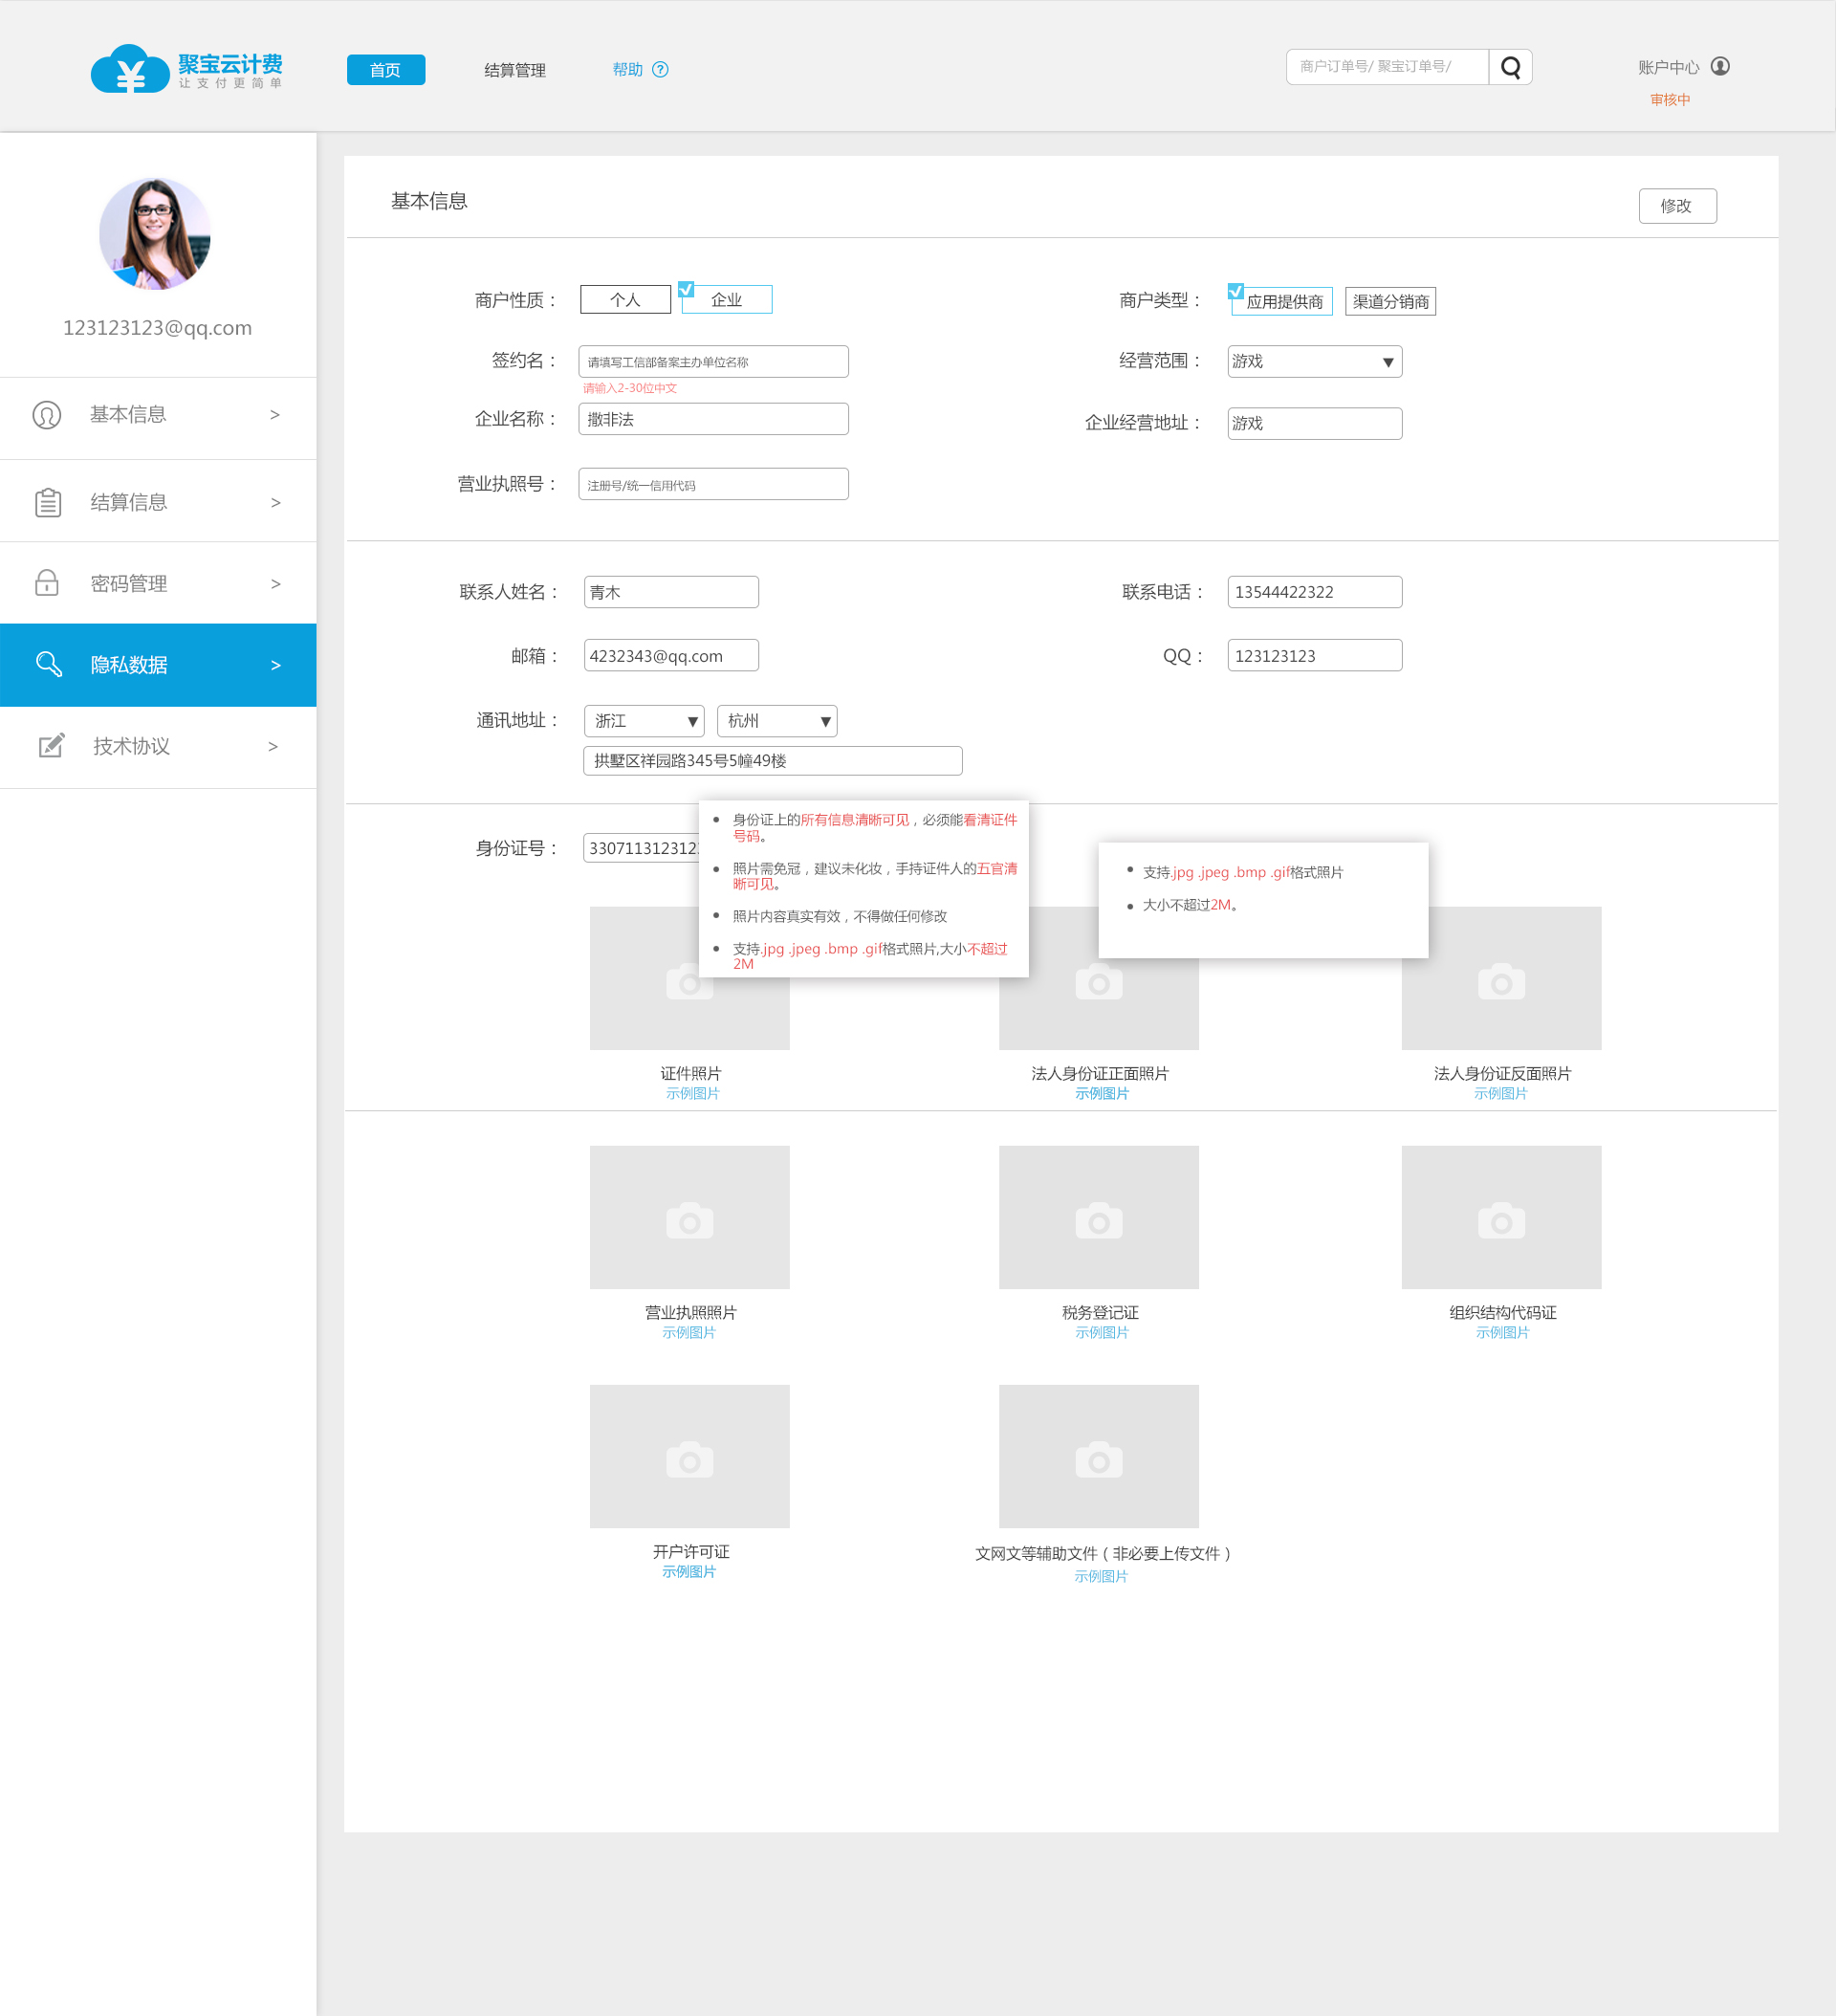 聚宝云计费
让支付更简单
首页
结算管理
帮助 ?
商户订单号/ 聚宝订单号/
账户中心
审核中
123123123@qq.com
基本信息 >
结算信息 >
密码管理 >
隐私数据 >
技术协议 >
基本信息
修改
商户性质： 个人 企业
商户类型： 应用提供商 渠道分销商
签约名： 请填写工信部备案主办单位名称
请输入2-30位中文
经营范围： 游戏 ▼
企业名称： 撒非法
企业经营地址： 游戏
营业执照号： 注册号/统一信用代码
联系人姓名： 青木
联系电话： 13544422322
邮箱： 4232343@qq.com
QQ： 123123123
通讯地址： 浙江 ▼ 杭州 ▼
拱墅区祥园路345号5幢49楼
身份证号：
• 身份证上的所有信息清晰可见，必须能看清证件
号码。
• 照片需免冠，建议未化妆，手持证件人的五官清
晰可见。
• 照片内容真实有效，不得做任何修改
• 支持.jpg .jpeg .bmp .gif格式照片,大小不超过
2M
• 支持.jpg .jpeg .bmp .gif格式照片
• 大小不超过2M。
证件照片
示例图片
法人身份证正面照片
示例图片
法人身份证反面照片
示例图片
营业执照照片
示例图片
税务登记证
示例图片
组织结构代码证
示例图片
开户许可证
示例图片
文网文等辅助文件（非必要上传文件）
示例图片